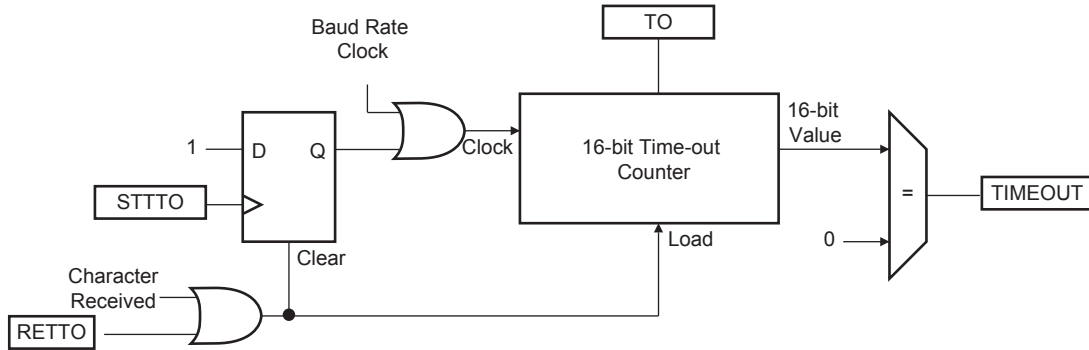 TO
Baud Rate
Clock
16-bit
Value
1
D
Q
Clock
16-bit Time-out
Counter
STTTO
=
TIMEOUT
Clear
Load
0
Character
Received
RETTO